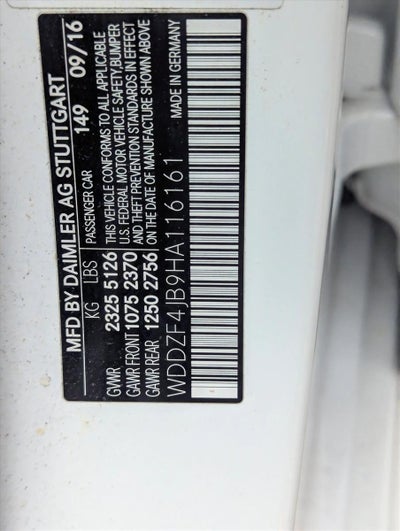 MFD BY DAIMLER AG STUTTGART
149 09/16
KG LBS PASSENGER CAR
GVWR 2325 5126 THIS VEHICLE CONFORMS TO ALL APPLICABLE
GAWR FRONT 1075 2370 U.S. FEDERAL MOTOR VEHICLE SAFETY, BUMPER
GAWR REAR 1250 2756 AND THEFT PREVENTION STANDARDS IN EFFECT
ON THE DATE OF MANUFACTURE SHOWN ABOVE
WDDZF4JB9HA116161 MADE IN GERMANY